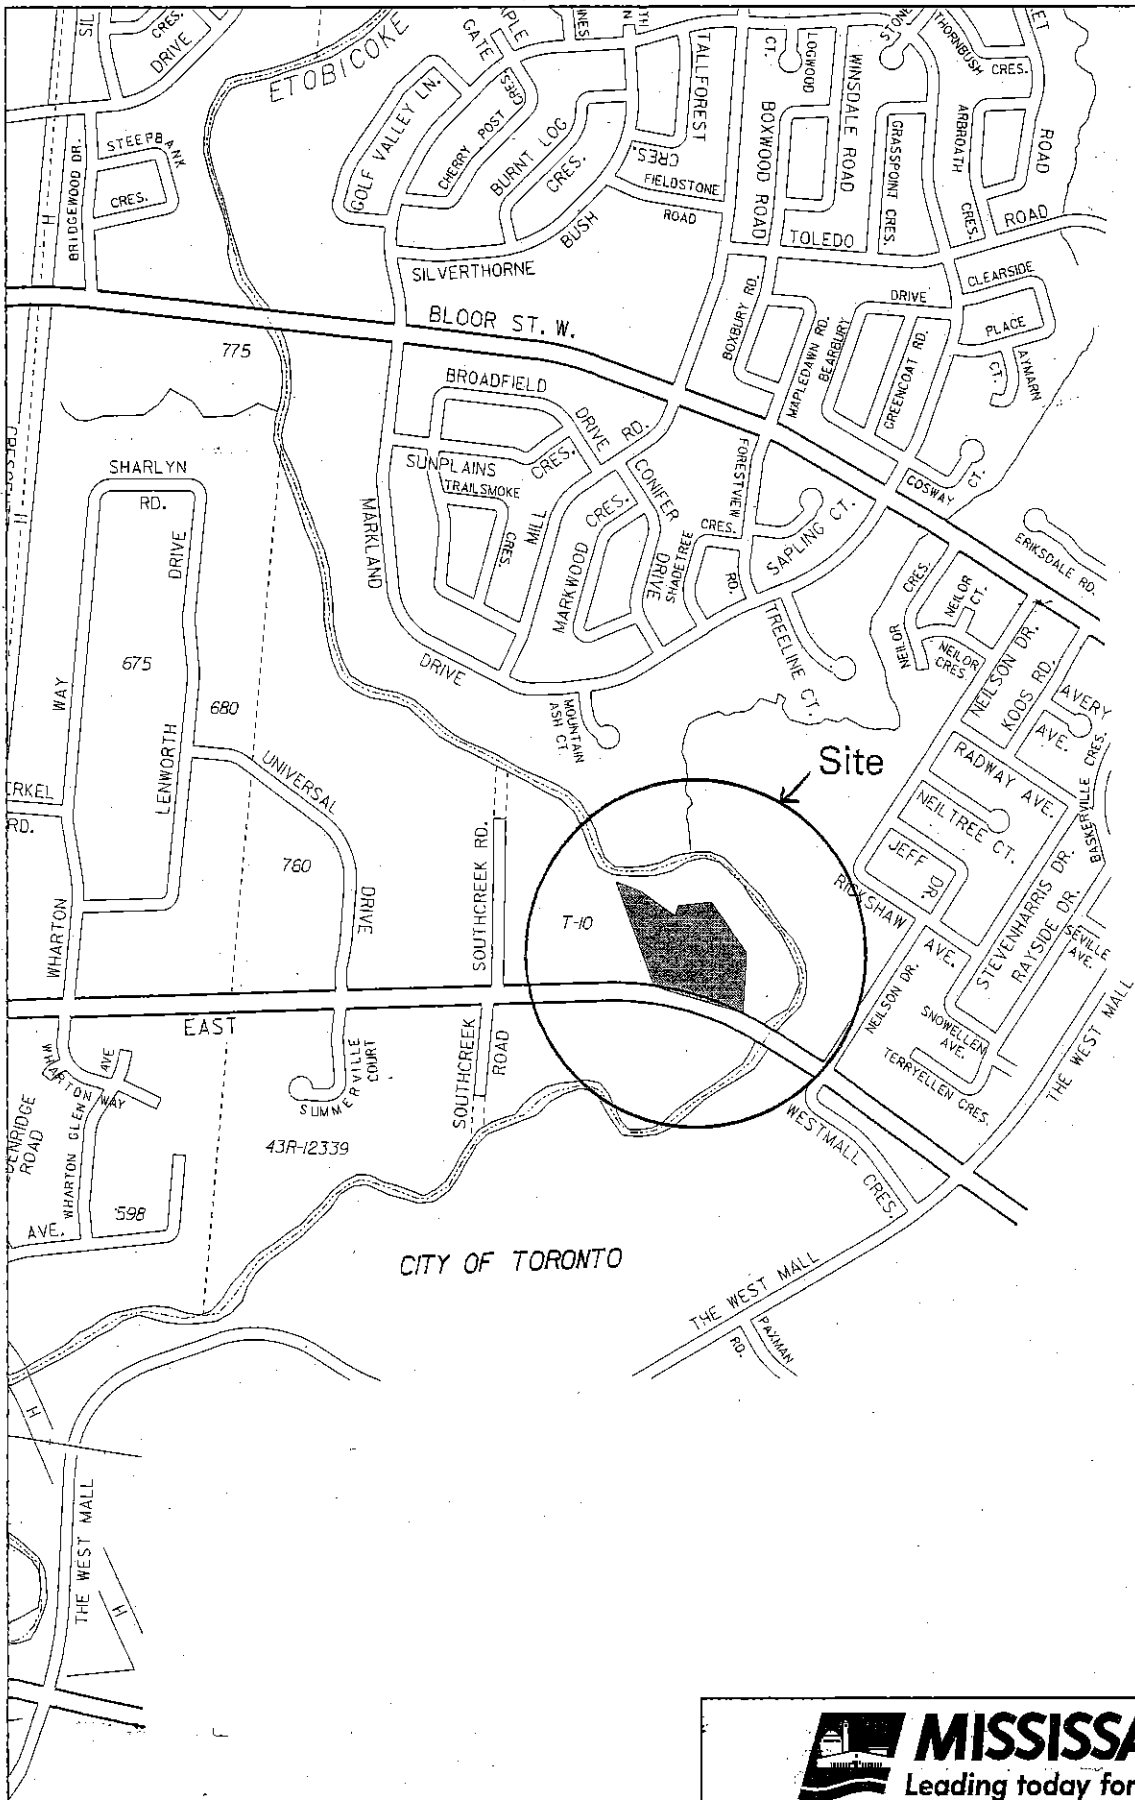 SIL
CRES.
DRIVE
ETOBICOKE
GATE
CRES.
TALLFOREST
CRES.
CT.
LOGWOOD
WINSDALE ROAD
THORNBUSH
CRES.
STEEPBANK
CRES.
BRIDGEWOOD DR.
H
GOLF VALLEY LN.
CHERRY POST
BURNT LOG
CRES.
BUSH
SILVERTHORNE
FIELDSTONE
ROAD
BOXWOOD ROAD
TOLEDO
ROAD
GRASSPOINT CRES.
ARBROATH
CRES.
ROAD
CLEARSIDE
PLACE
AYMARN
CT.
BLOOR ST. W.
775
BOXBURY RD.
MAPLEDAWN RD.
BEARBURY
DRIVE
GREENCOAT RD.
COSWAY
CT.
BROADFIELD
DRIVE
SUNPLAINS
CRES.
TRAILSMOKE
CRES.
MILL
RD.
MARKLAND
DRIVE
MARKWOOD
CRES.
CONIFER
DRIVE
SHADETREE
CRES.
FORESTVIEW
RD.
SAPLING CT.
TREELINE CT.
MOUNTAIN
ASH CT.
ERIKSDALE RD.
NEILOR
CRES.
NEILOR
CT.
NEILOR
CRES.
NEILSON DR.
KOOS RD.
AVERY
AVE.
RADWAY AVE.
BASKERVILLE CRES.
NEILTREE CT.
JEFF
DR.
RICKSHAW
AVE.
STEVENHARRIS DR.
RAYSIDE DR.
SEVILLE
AVE.
NEILSON DR.
SNOWELLEN
AVE.
TERRYELLEN CRES.
THE WEST MALL
SHARLYN
RD.
DRIVE
675
680
WAY
LENWORTH
UNIVERSAL
DRIVE
RD.
WHARTON
760
SOUTHCREEK RD.
T-10
Site
EAST
WHARTON WAY
AVE
WHARTON GLEN
ROAD
AVE.
598
SUMMERVILLE
COURT
SOUTHCREEK
ROAD
43R-12339
WESTMALL CRES.
CITY OF TORONTO
THE WEST MALL
PAXMAN
RD.
H
THE WEST MALL
H
MISSISSA
Leading today for